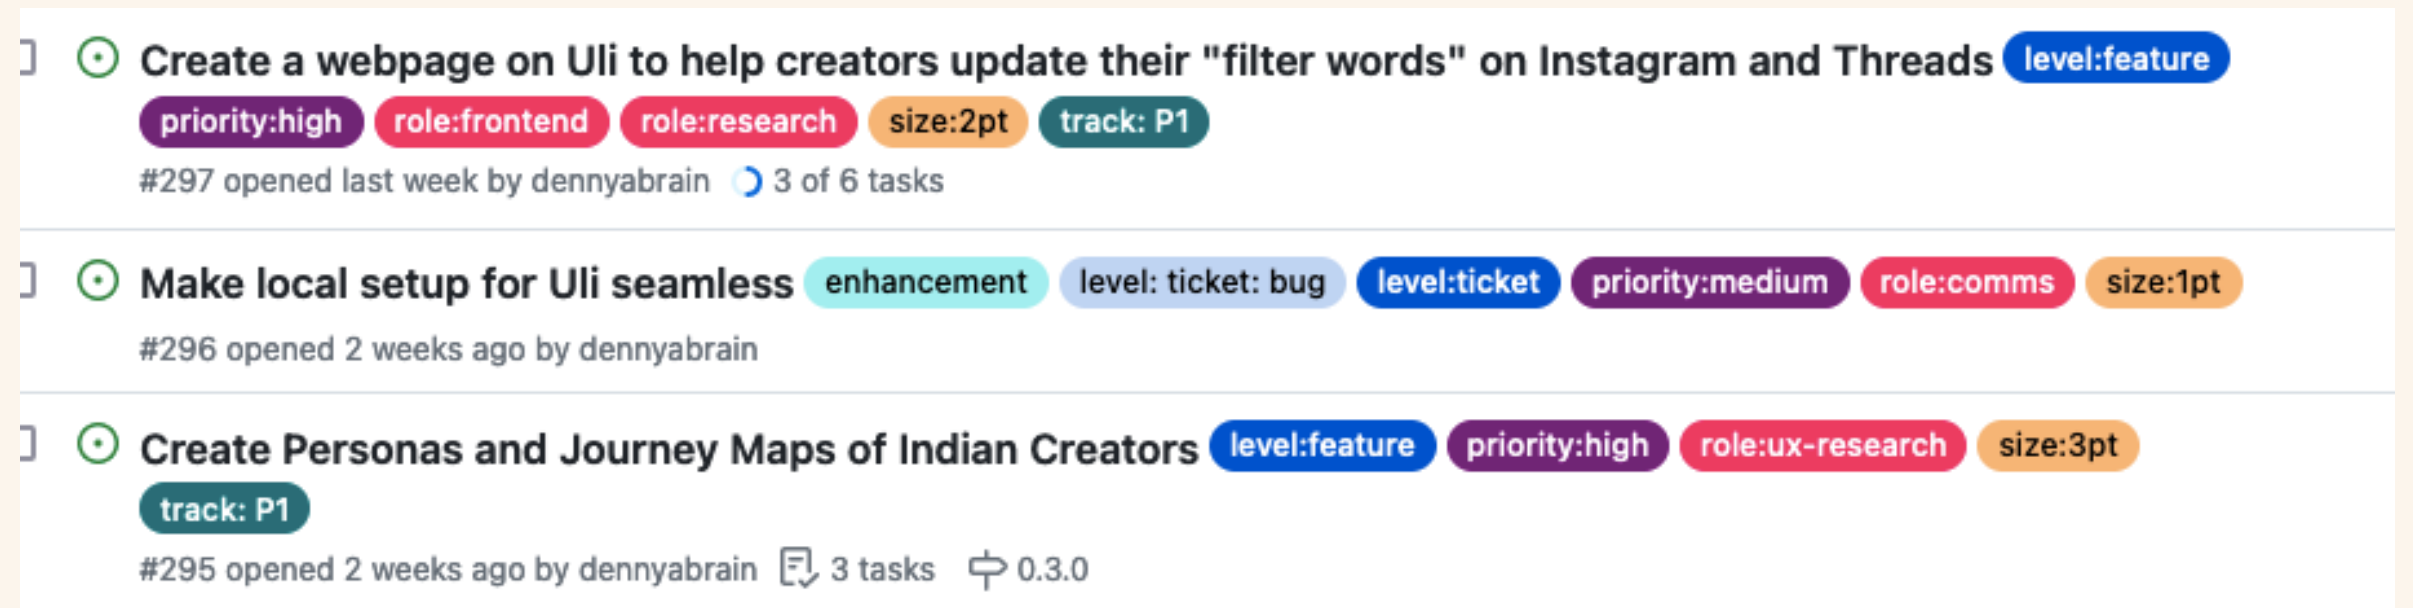 Create a webpage on Uli to help creators update their "filter words" on Instagram and Threads level:feature
priority:high role:frontend role:research size:2pt track: P1
#297 opened last week by dennyabrain 3 of 6 tasks
Make local setup for Uli seamless enhancement level: ticket: bug level:ticket priority:medium role:comms size:1pt
#296 opened 2 weeks ago by dennyabrain
Create Personas and Journey Maps of Indian Creators level:feature priority:high role:ux-research size:3pt
track: P1
#295 opened 2 weeks ago by dennyabrain 3 tasks 0.3.0